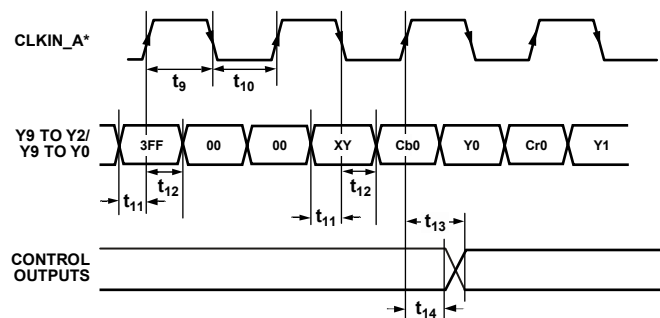 CLKIN_A*
t9
t10
Y9 TO Y2/
Y9 TO Y0
3FF
00
00
XY
Cb0
Y0
Cr0
Y1
t11
t12
t11
t12
t13
CONTROL
OUTPUTS
t14